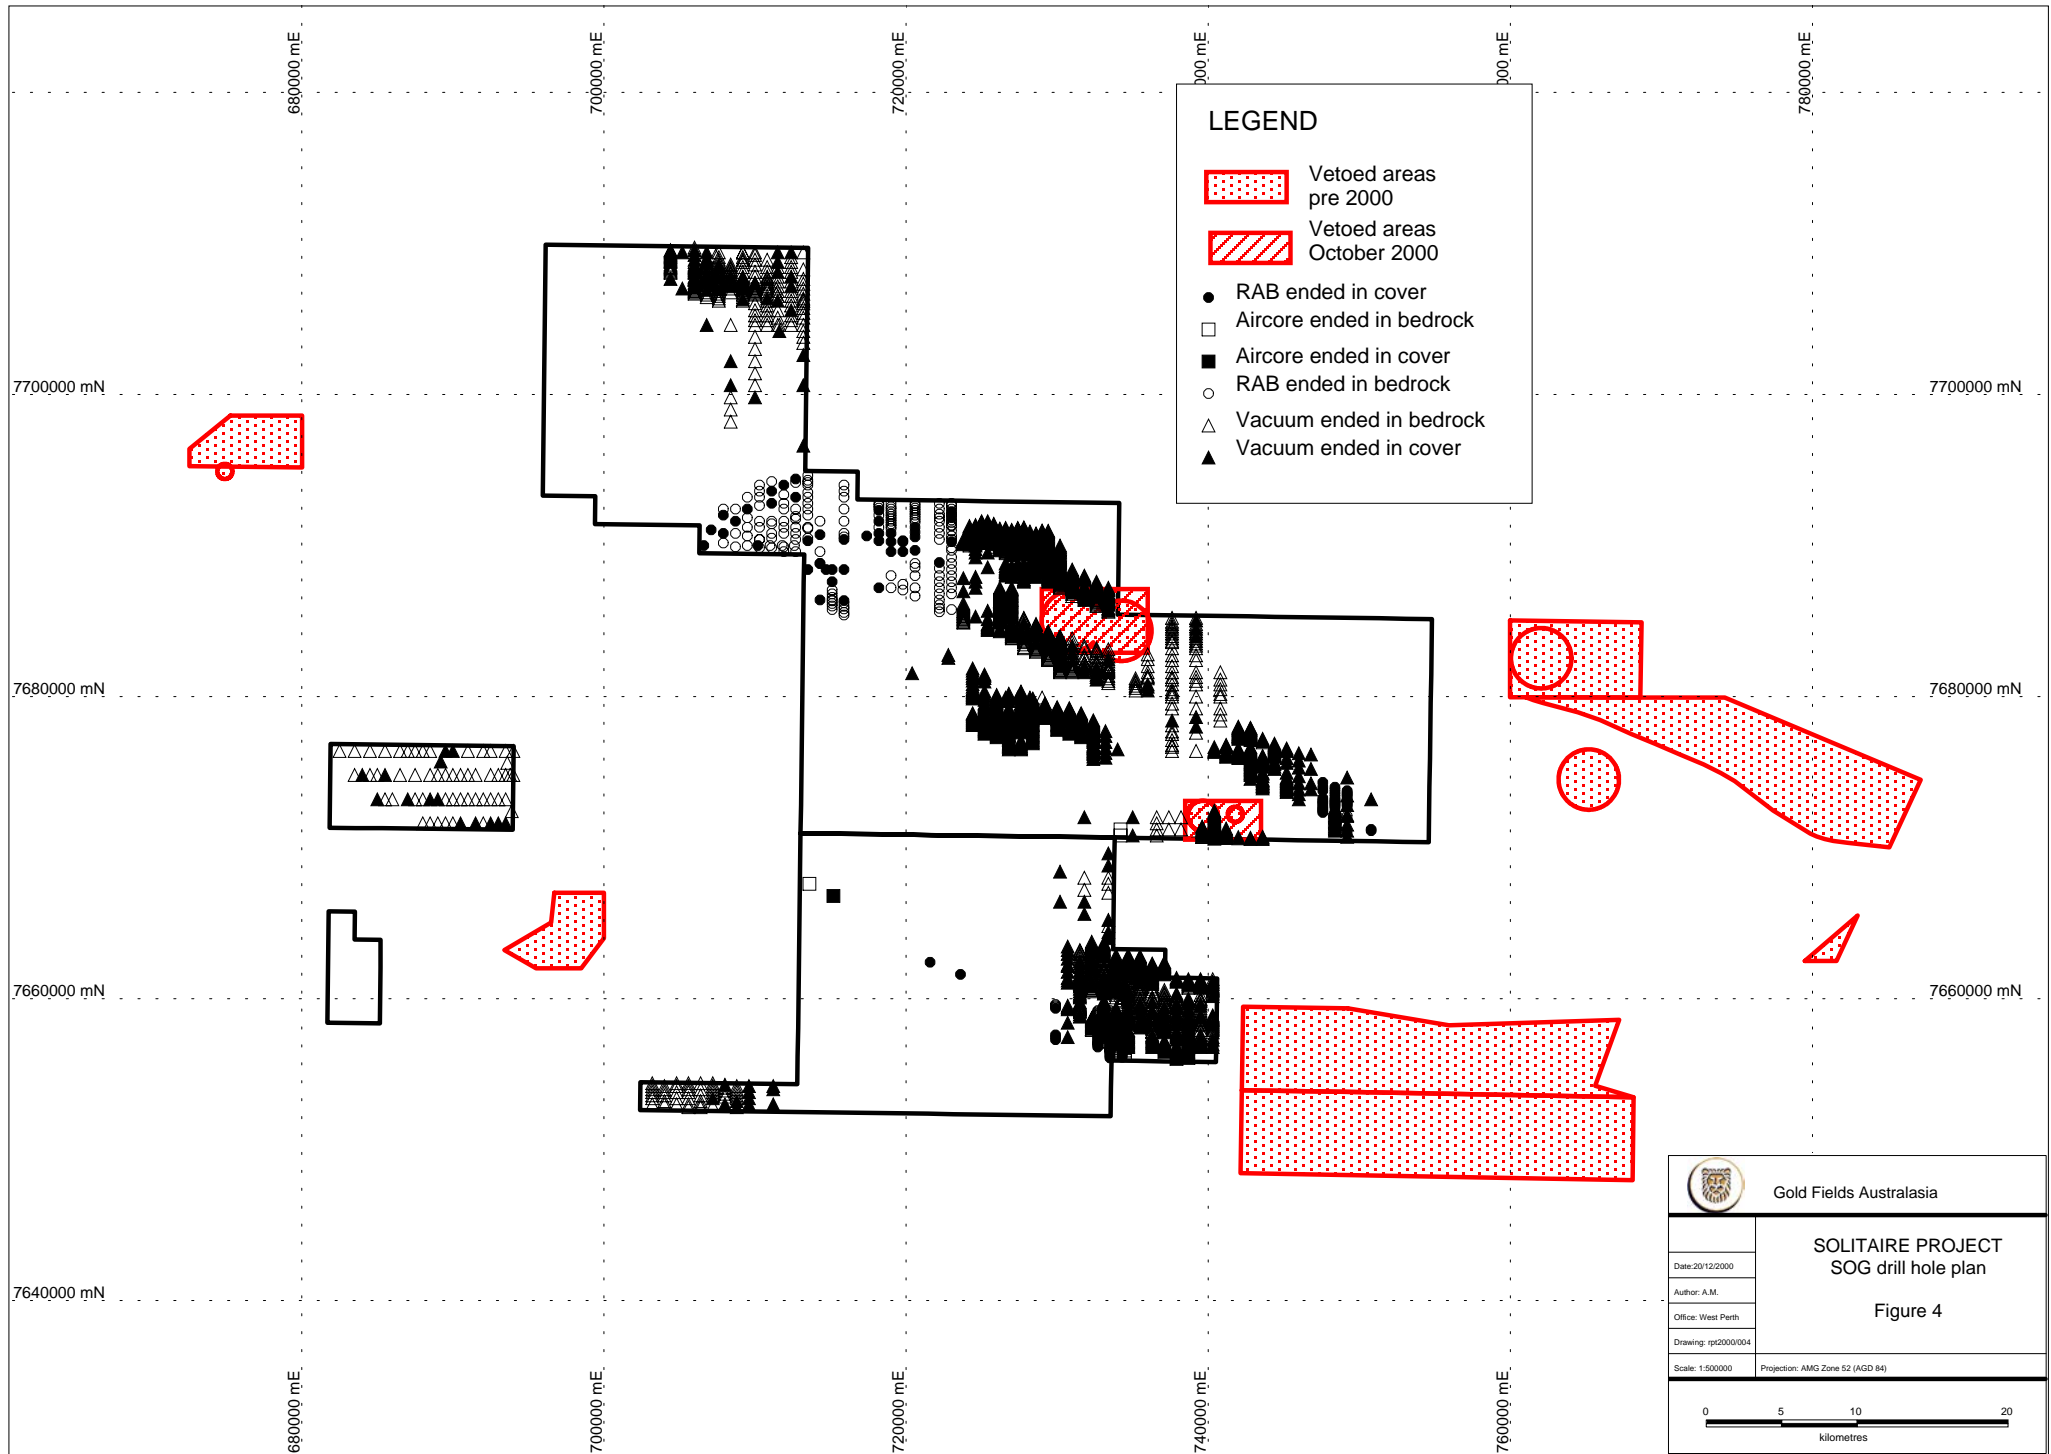 680000 mE
700000 mE
720000 mE
000 mE
000 mE
780000 mE
LEGEND
Vetoed areas
pre 2000
Vetoed areas
October 2000
RAB ended in cover
Aircore ended in bedrock
Aircore ended in cover
RAB ended in bedrock
Vacuum ended in bedrock
Vacuum ended in cover
7700000 mN
7700000 mN
7680000 mN
7680000 mN
7660000 mN
7660000 mN
7640000 mN
680000 mE
700000 mE
720000 mE
740000 mE
760000 mE
Gold Fields Australasia
SOLITAIRE PROJECT
SOG drill hole plan
Figure 4
Date:20/12/2000
Author: A.M.
Office: West Perth
Drawing: rpt2000/004
Scale: 1:500000
Projection: AMG Zone 52 (AGD 84)
0 5 10 20
kilometres